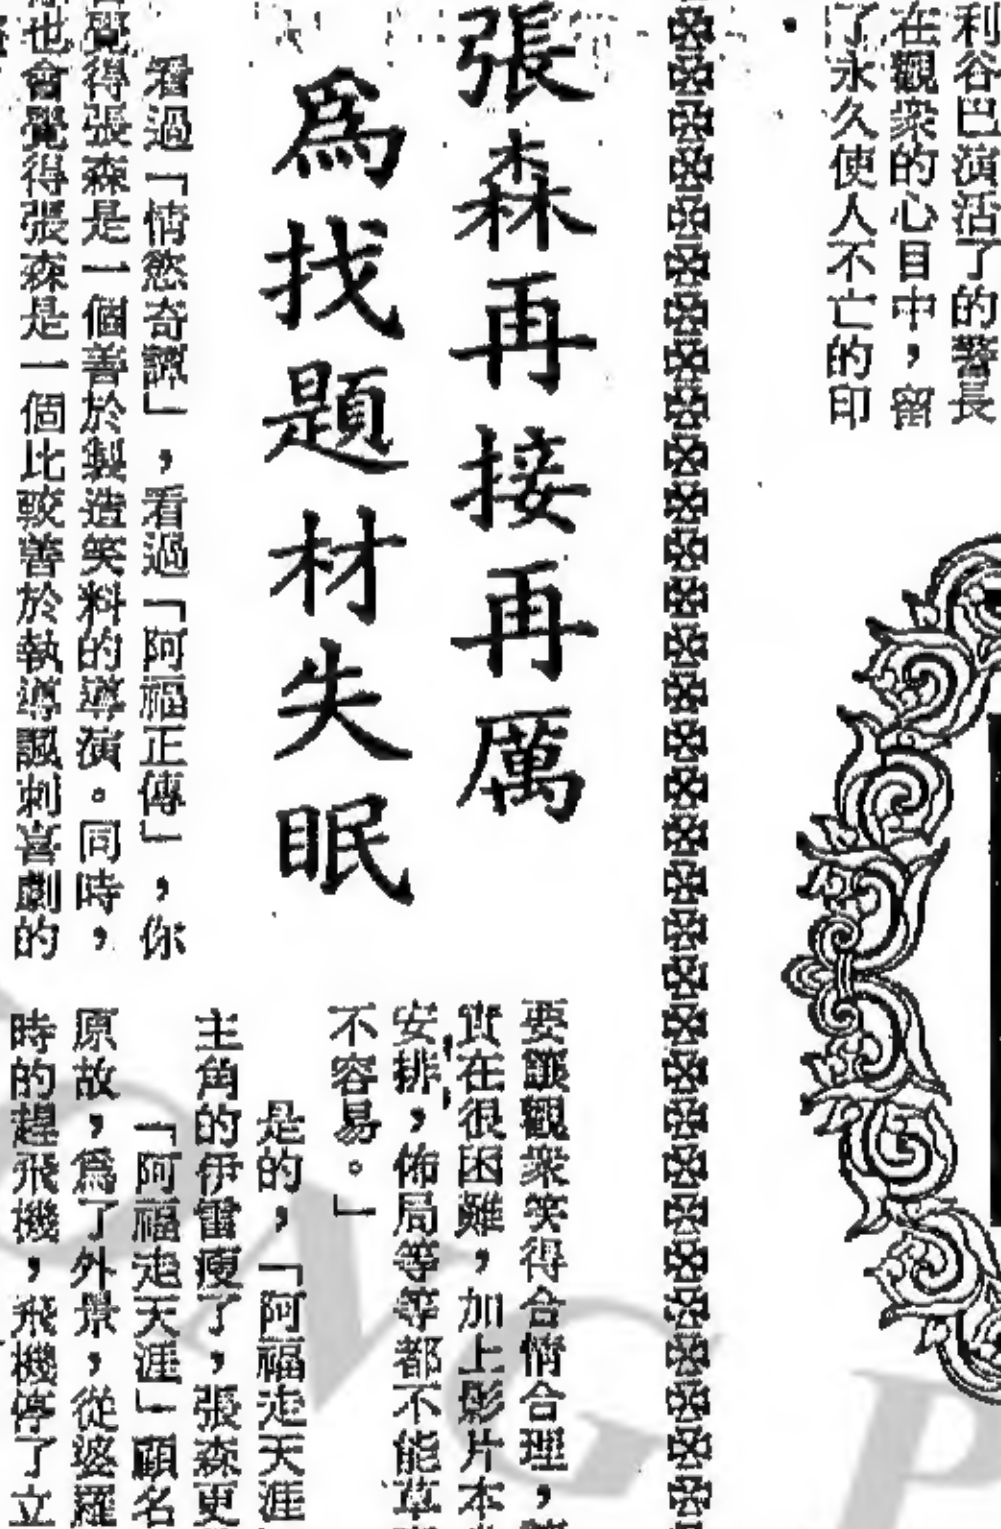 利谷巴演活了的警長
在觀衆的心目中，留
了永久使人不亡的印
張森再接再厲
爲找題材失眠
看過「情慾奇譚」，看過「阿福正傳」，你
覺得張森是一個善於製造笑料的導演。同時，
也會覺得張森是一個比較善於執導諷刺喜劇的
要讓觀衆笑得合情合理，
實在很困難，加上影片本
安排，佈局等等都不能草
不容易。」
是的，「阿福走天涯
主角的伊雷瘦了，張森更
「阿福走天涯」顧名
原故，爲了外景，從婆羅
時的趕飛機，飛機停了立